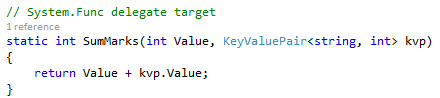 // System.Func delegate target
1 reference
static int SumMarks(int Value, KeyValuePair<string, int> kvp)
{
    return Value + kvp.Value;
}